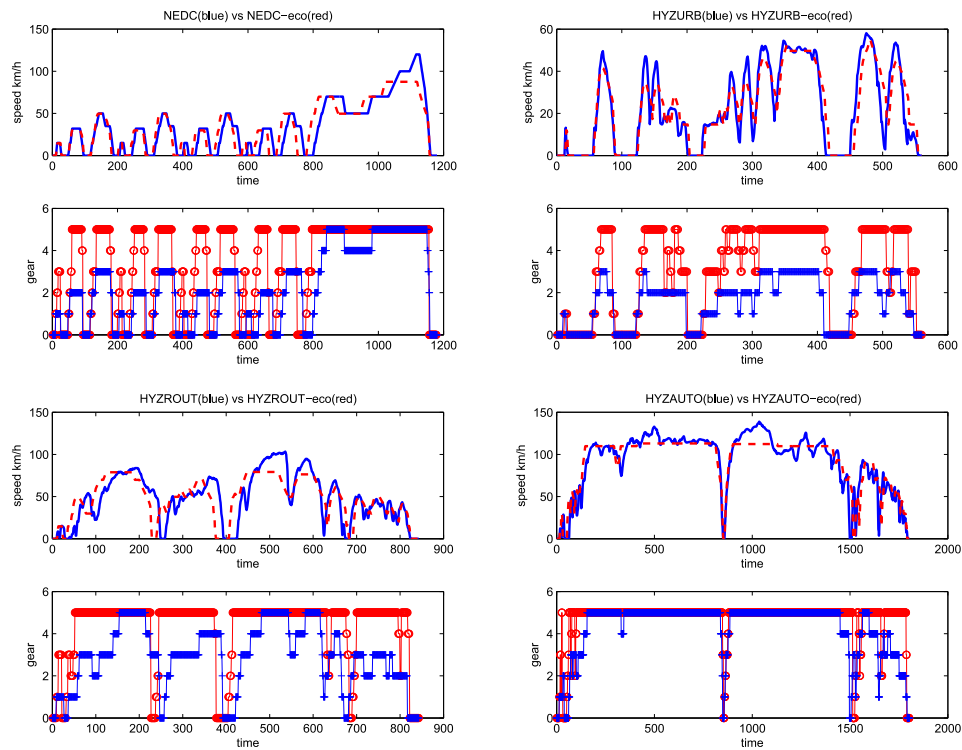 NEDC(blue) vs NEDC−eco(red)
150
100
50
0
speed km/h
0 200 400 600 800 1000 1200
time
6
4
2
0
gear
0 200 400 600 800 1000 1200
time
HYZURB(blue) vs HYZURB−eco(red)
60
40
20
0
speed km/h
0 100 200 300 400 500 600
time
6
4
2
0
gear
0 100 200 300 400 500 600
time
HYZROUT(blue) vs HYZROUT−eco(red)
150
100
50
0
speed km/h
0 100 200 300 400 500 600 700 800 900
time
6
4
2
0
gear
0 100 200 300 400 500 600 700 800 900
time
HYZAUTO(blue) vs HYZAUTO−eco(red)
150
100
50
0
speed km/h
0 500 1000 1500 2000
time
6
4
2
0
gear
0 500 1000 1500 2000
time